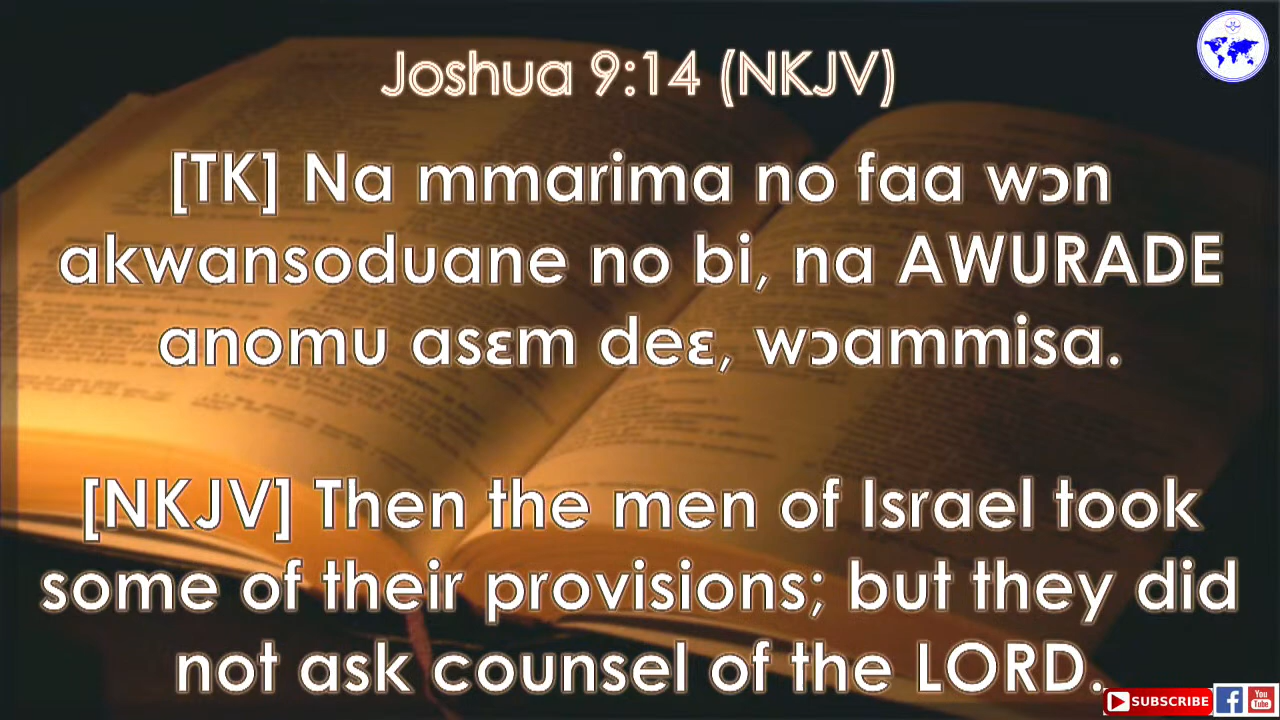 Joshua 9:14 (NKJV)
[TK] Na mmarima no faa wɔn
akwansoduane no bi, na AWURADE
anomu asɛm deɛ, wɔammisa.
[NKJV] Then the men of Israel took
some of their provisions; but they did
not ask counsel of the LORD.
SUBSCRIBE
f
You
Tube